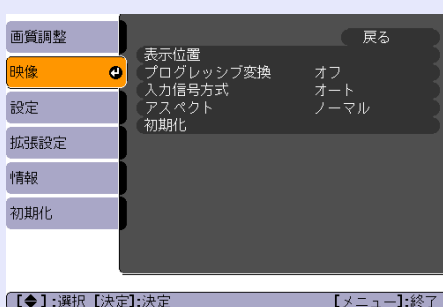 画質調整
映像
設定
拡張設定
情報
初期化
戻る
表示位置
プログレッシブ変換 オフ
入力信号方式 オート
アスペクト ノーマル
初期化
[◆]:選択 [決定]:決定 [メニュー]:終了